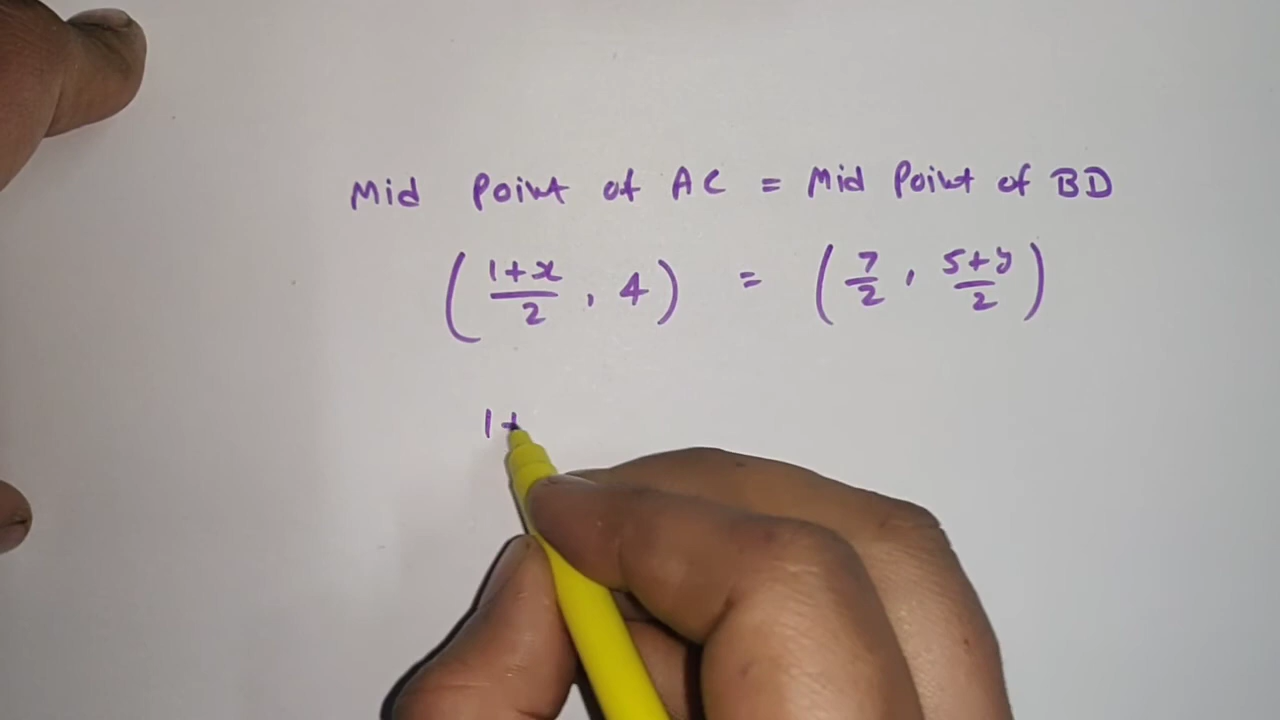 Mid Point of AC = Mid Point of BD
(1+x/2, 4) = (7/2, 5+y/2)
1+